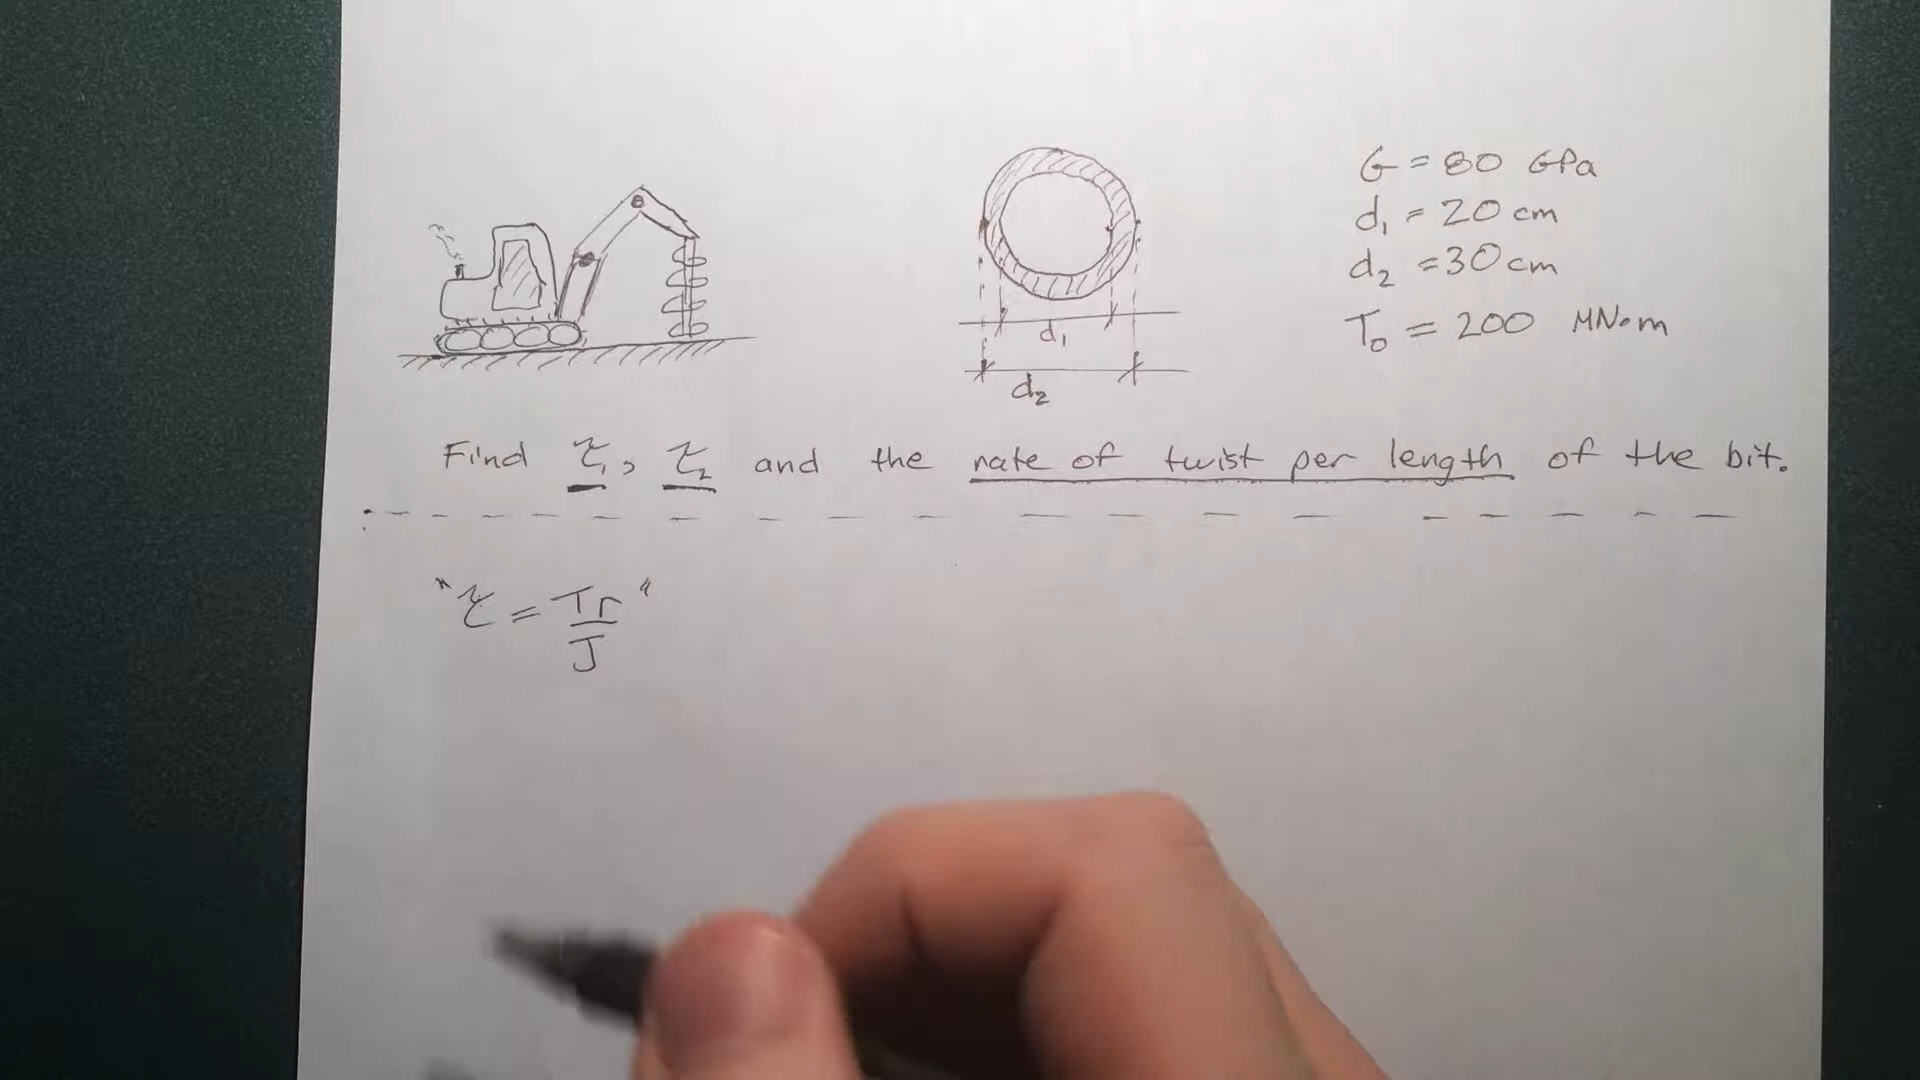 G = 80 GPa
d₁ = 20 cm
d₂ = 30 cm
T₀ = 200 MN·m
d₁
d₂
Find τ₁, τ₂ and the rate of twist per length of the bit.
"τ = Tr/J"